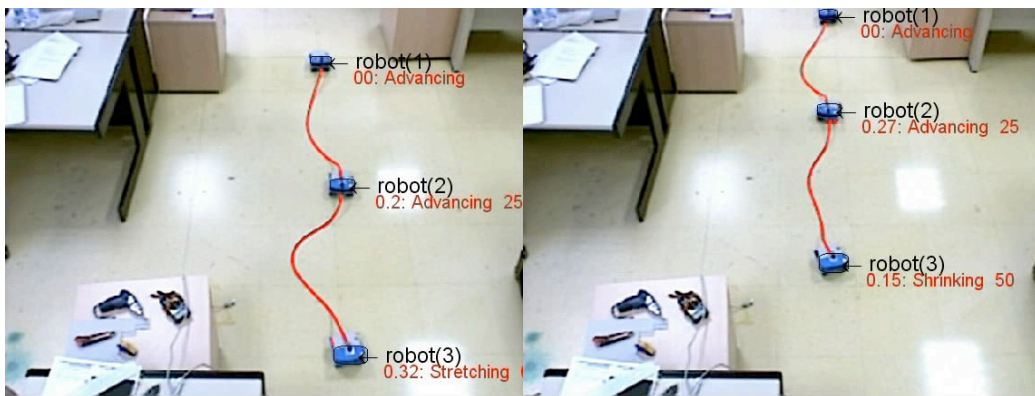 robot(1)
00: Advancing
robot(2)
0.2: Advancing 25
robot(3)
0.32: Stretching
robot(1)
00: Advancing
robot(2)
0.27: Advancing 25
robot(3)
0.15: Shrinking 50